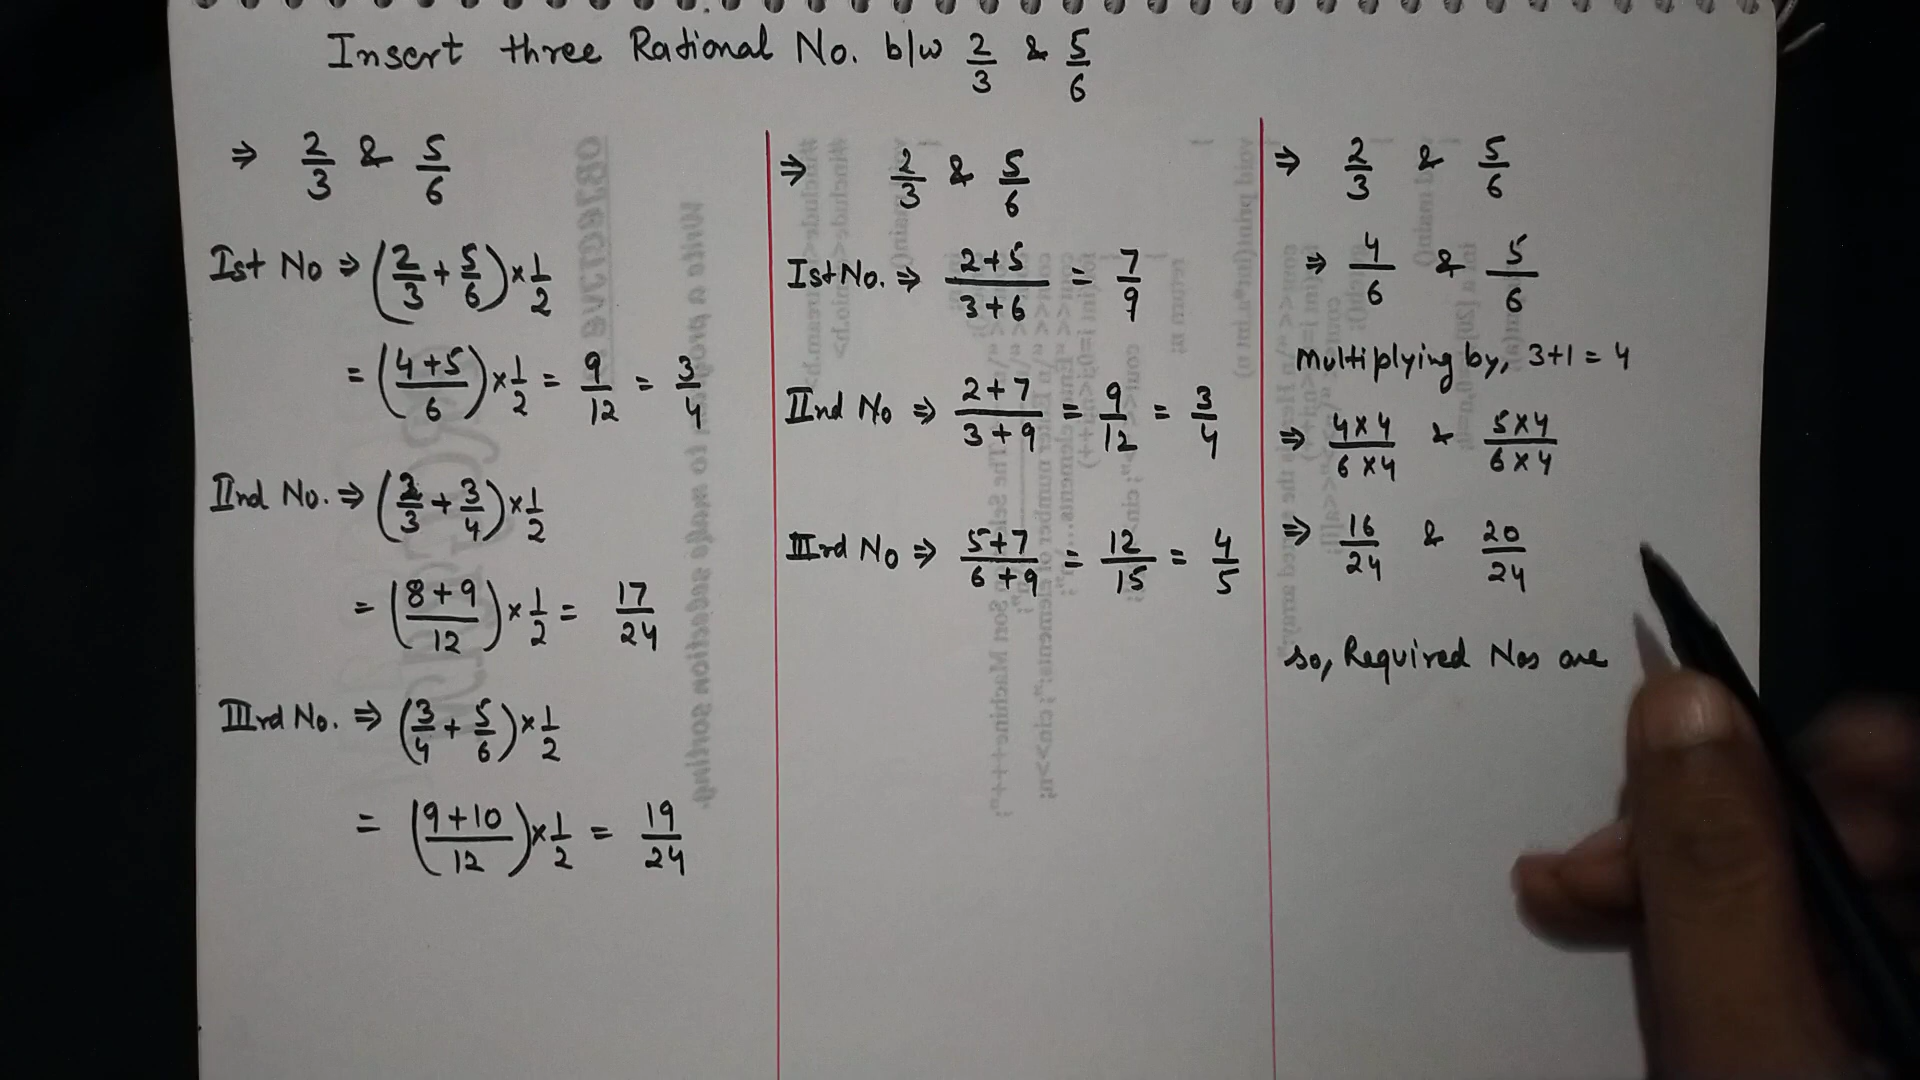 Insert three Rational No. b/w 2/3 & 5/6
⇒ 2/3 & 5/6
Ist No ⇒ (2/3 + 5/6) × 1/2
= ((4+5)/6) × 1/2 = 9/12 = 3/4
IInd No. ⇒ (2/3 + 3/4) × 1/2
= ((8+9)/12) × 1/2 = 17/24
IIIrd No. ⇒ (3/4 + 5/6) × 1/2
= ((9+10)/12) × 1/2 = 19/24
⇒ 2/3 & 5/6
Ist No. ⇒ (2+5)/(3+6) = 7/9
IInd No ⇒ (2+7)/(3+9) = 9/12 = 3/4
IIIrd No ⇒ (5+7)/(6+9) = 12/15 = 4/5
⇒ 2/3 & 5/6
⇒ 4/6 & 5/6
Multiplying by, 3+1 = 4
⇒ (4×4)/(6×4) & (5×4)/(6×4)
⇒ 16/24 & 20/24
so, Required Nos are